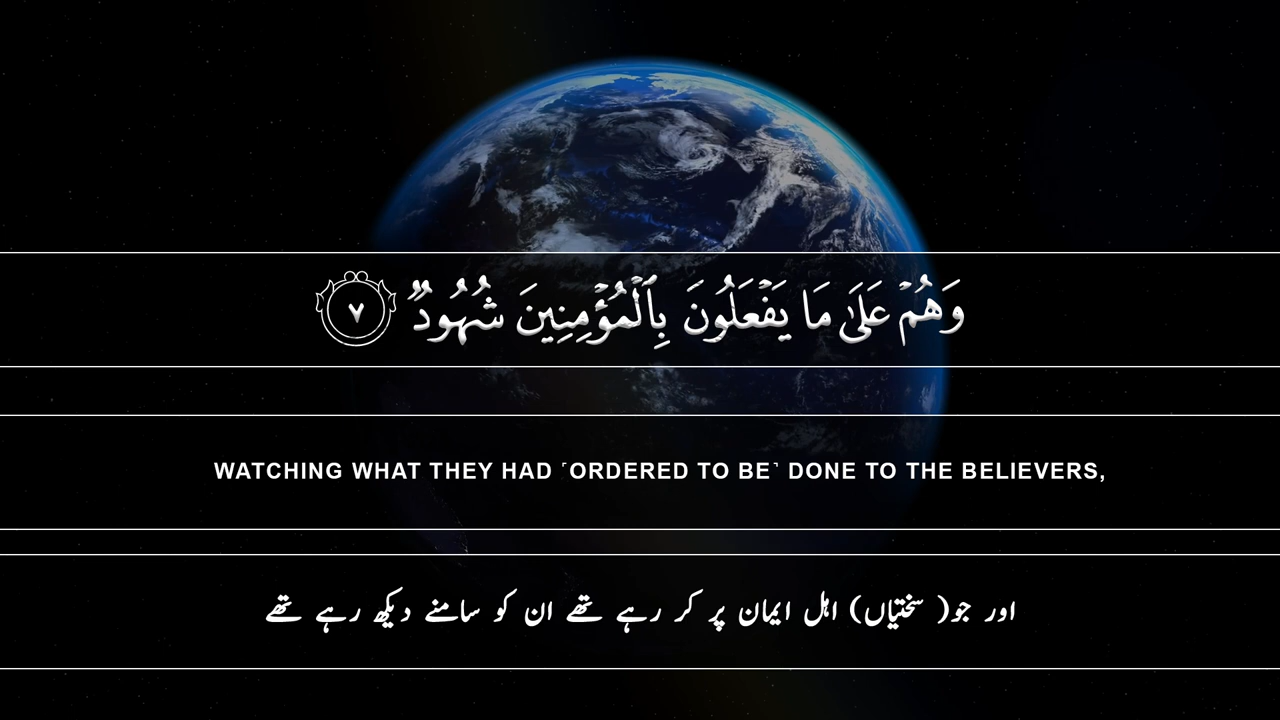 وَهُمۡ عَلَىٰ مَا يَفۡعَلُونَ بِٱلۡمُؤۡمِنِينَ شُهُودٞ ٧
WATCHING WHAT THEY HAD ˹ORDERED TO BE˺ DONE TO THE BELIEVERS,
اور جو( سختیاں) اہل ایمان پر کر رہے تھے ان کو سامنے دیکھ رہے تھے